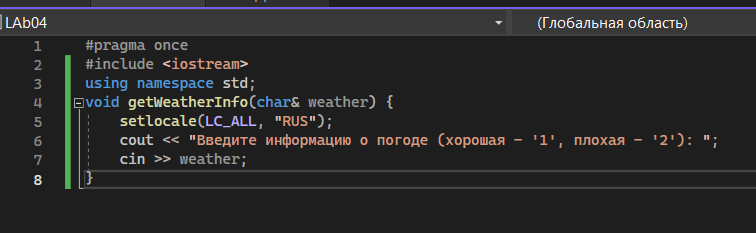 LAb04 (Глобальная область)
1 #pragma once
2 #include <iostream>
3 using namespace std;
4 void getWeatherInfo(char& weather) {
5 setlocale(LC_ALL, "RUS");
6 cout << "Введите информацию о погоде (хорошая - '1', плохая - '2'): ";
7 cin >> weather;
8 }